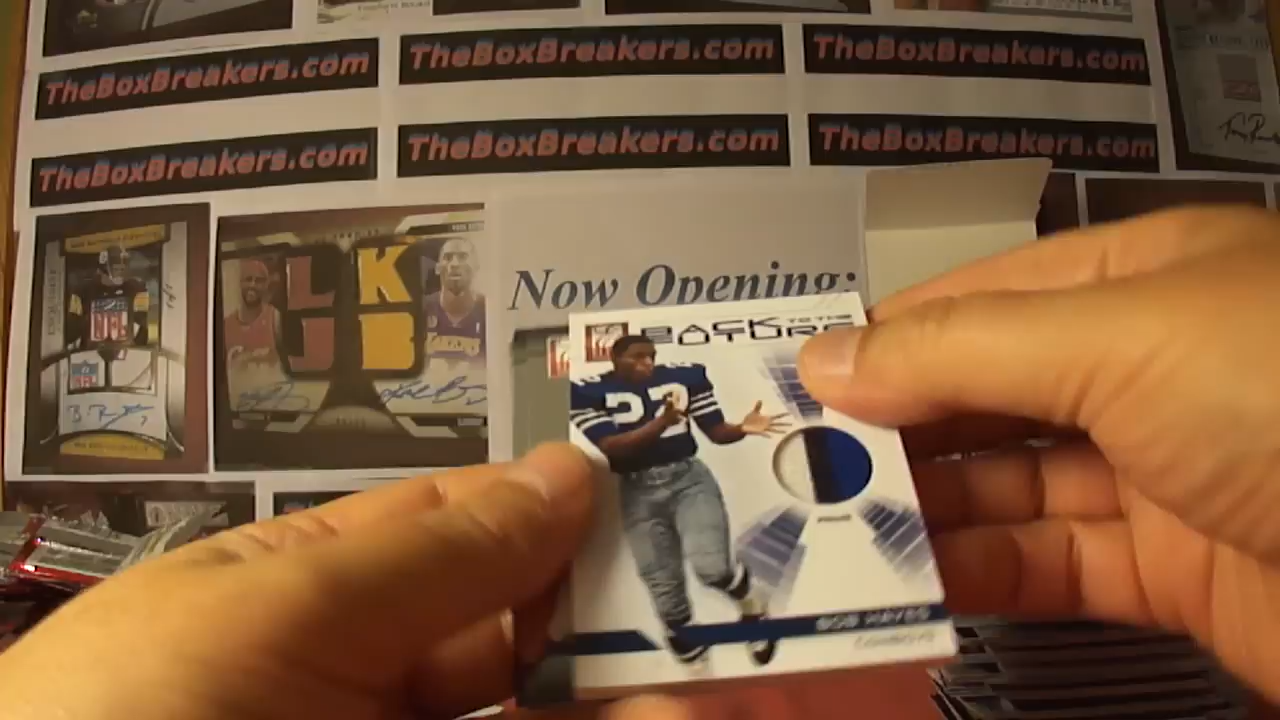 TheBoxBreakers.com
TheBoxBreakers.com
TheBoxBreakers.com
TheBoxBreakers.com
TheBoxBreakers.com
TheBoxBreakers.com
Now Opening:
BACK TO THE
FUTURE
22
NFL
L K
J B
BOB HAYES